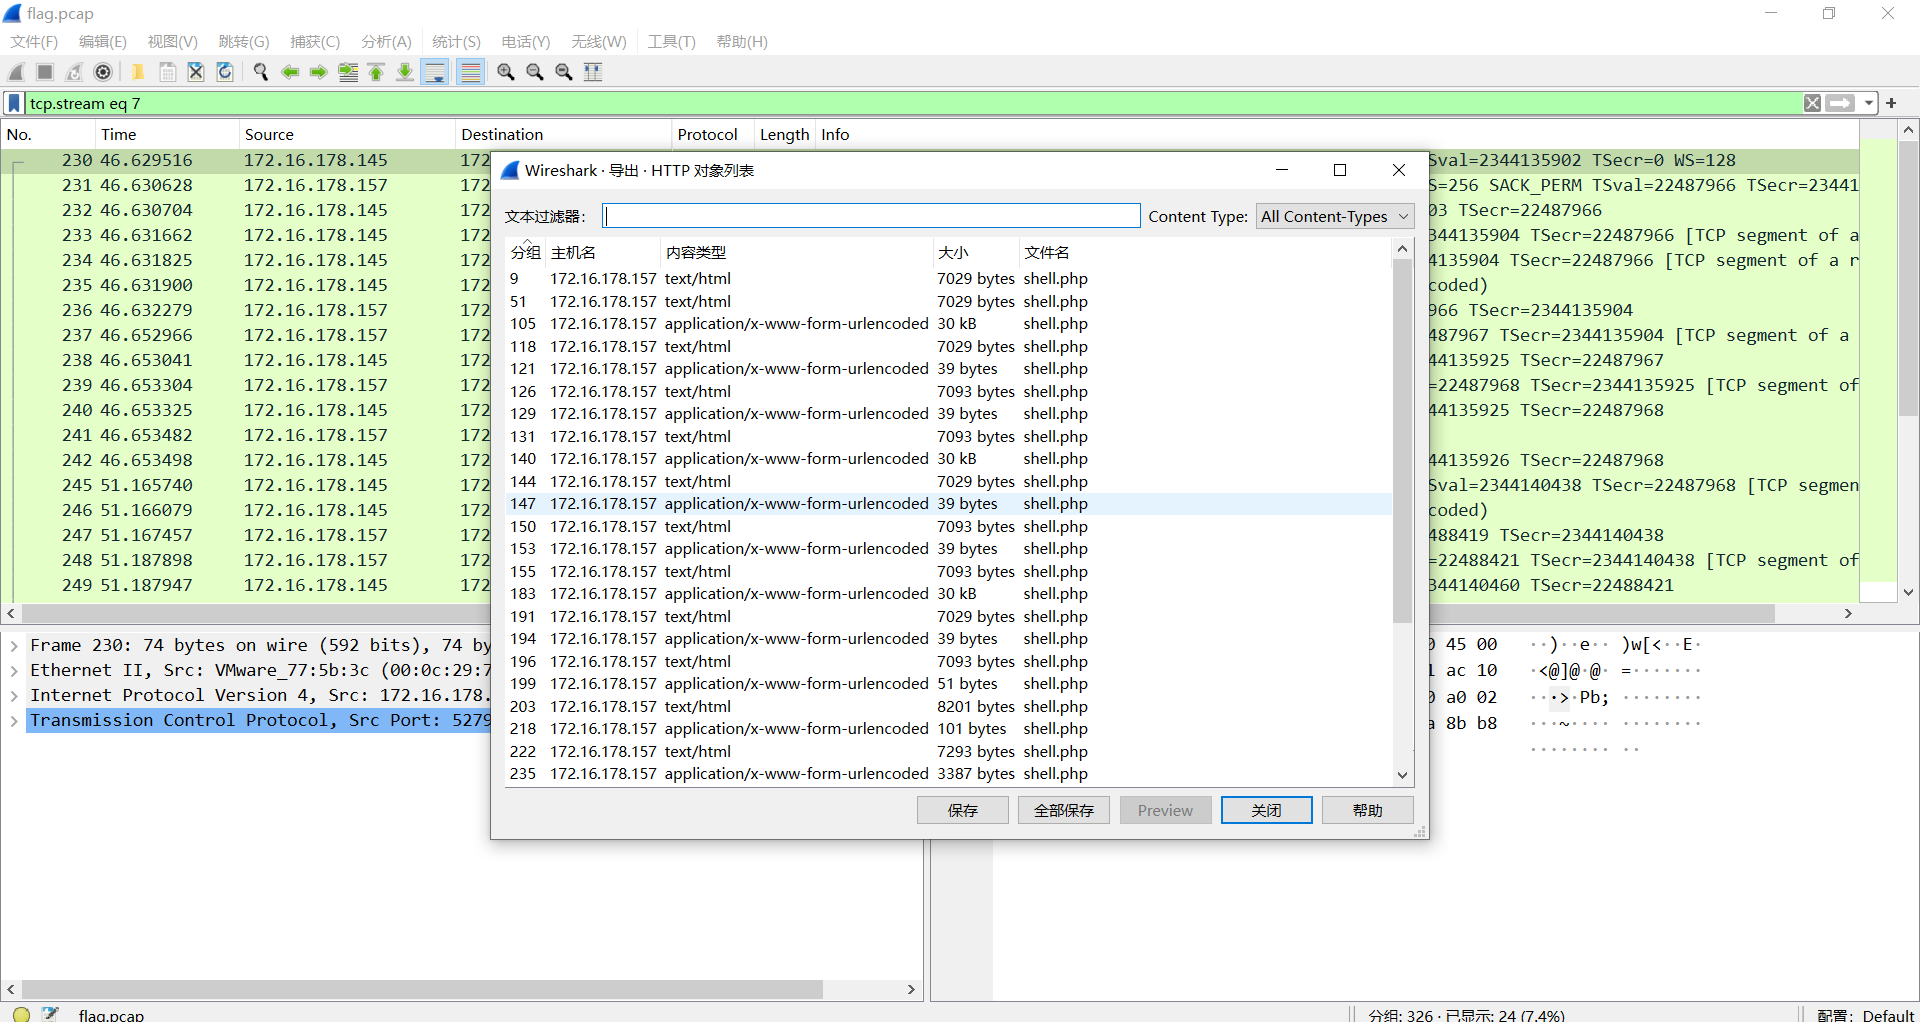 flag.pcap
文件(F) 编辑(E) 视图(V) 跳转(G) 捕获(C) 分析(A) 统计(S) 电话(Y) 无线(W) 工具(T) 帮助(H)
tcp.stream eq 7
No. Time Source Destination Protocol Length Info
230 46.629516 172.16.178.145 172 Sval=2344135902 TSecr=0 WS=128
231 46.630628 172.16.178.157 172 S=256 SACK_PERM TSval=22487966 TSecr=23441
232 46.630704 172.16.178.145 172 03 TSecr=22487966
233 46.631662 172.16.178.145 172 344135904 TSecr=22487966 [TCP segment of a
234 46.631825 172.16.178.145 172 4135904 TSecr=22487966 [TCP segment of a r
235 46.631900 172.16.178.145 172 coded)
236 46.632279 172.16.178.157 172 966 TSecr=2344135904
237 46.652966 172.16.178.157 172 487967 TSecr=2344135904 [TCP segment of a
238 46.653041 172.16.178.145 172 44135925 TSecr=22487967
239 46.653304 172.16.178.157 172 =22487968 TSecr=2344135925 [TCP segment of
240 46.653325 172.16.178.145 172 44135925 TSecr=22487968
241 46.653482 172.16.178.157 172
242 46.653498 172.16.178.145 172 44135926 TSecr=22487968
245 51.165740 172.16.178.145 172 Sval=2344140438 TSecr=22487968 [TCP segmen
246 51.166079 172.16.178.145 172 coded)
247 51.167457 172.16.178.157 172 488419 TSecr=2344140438
248 51.187898 172.16.178.157 172 =22488421 TSecr=2344140438 [TCP segment of
249 51.187947 172.16.178.145 172 344140460 TSecr=22488421
Wireshark · 导出 · HTTP 对象列表
文本过滤器: Content Type: All Content-Types
分组 主机名 内容类型 大小 文件名
9 172.16.178.157 text/html 7029 bytes shell.php
51 172.16.178.157 text/html 7029 bytes shell.php
105 172.16.178.157 application/x-www-form-urlencoded 30 kB shell.php
118 172.16.178.157 text/html 7029 bytes shell.php
121 172.16.178.157 application/x-www-form-urlencoded 39 bytes shell.php
126 172.16.178.157 text/html 7093 bytes shell.php
129 172.16.178.157 application/x-www-form-urlencoded 39 bytes shell.php
131 172.16.178.157 text/html 7093 bytes shell.php
140 172.16.178.157 application/x-www-form-urlencoded 30 kB shell.php
144 172.16.178.157 text/html 7029 bytes shell.php
147 172.16.178.157 application/x-www-form-urlencoded 39 bytes shell.php
150 172.16.178.157 text/html 7093 bytes shell.php
153 172.16.178.157 application/x-www-form-urlencoded 39 bytes shell.php
155 172.16.178.157 text/html 7093 bytes shell.php
183 172.16.178.157 application/x-www-form-urlencoded 30 kB shell.php
191 172.16.178.157 text/html 7029 bytes shell.php
194 172.16.178.157 application/x-www-form-urlencoded 39 bytes shell.php
196 172.16.178.157 text/html 7093 bytes shell.php
199 172.16.178.157 application/x-www-form-urlencoded 51 bytes shell.php
203 172.16.178.157 text/html 8201 bytes shell.php
218 172.16.178.157 application/x-www-form-urlencoded 101 bytes shell.php
222 172.16.178.157 text/html 7293 bytes shell.php
235 172.16.178.157 application/x-www-form-urlencoded 3387 bytes shell.php
保存 全部保存 Preview 关闭 帮助
Frame 230: 74 bytes on wire (592 bits), 74 by
Ethernet II, Src: VMware_77:5b:3c (00:0c:29:7
Internet Protocol Version 4, Src: 172.16.178.
Transmission Control Protocol, Src Port: 5279
0 45 00 ··)··e·· )w[<··E·
1 ac 10 ·<@]@·@· =·······
0 a0 02 ···>·Pb; ········
a 8b b8 ···~···· ········
········ ··
flag.pcap 分组: 326 · 已显示: 24 (7.4%) 配置: Default